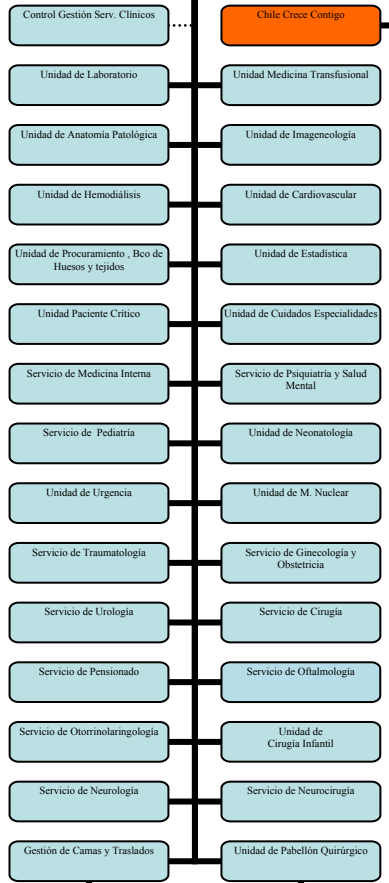 Control Gestión Serv. Clínicos
Chile Crece Contigo
Unidad de Laboratorio
Unidad Medicina Transfusional
Unidad de Anatomía Patológica
Unidad de Imageneología
Unidad de Hemodiálisis
Unidad de Cardiovascular
Unidad de Procuramiento , Bco de
Huesos y tejidos
Unidad de Estadística
Unidad Paciente Crítico
Unidad de Cuidados Especialidades
Servicio de Medicina Interna
Servicio de Psiquiatría y Salud
Mental
Servicio de Pediatría
Unidad de Neonatología
Unidad de Urgencia
Unidad de M. Nuclear
Servicio de Traumatología
Servicio de Ginecología y
Obstetricia
Servicio de Urología
Servicio de Cirugía
Servicio de Pensionado
Servicio de Oftalmología
Servicio de Otorrinolaringología
Unidad de
Cirugía Infantil
Servicio de Neurología
Servicio de Neurocirugía
Gestión de Camas y Traslados
Unidad de Pabellón Quirúrgico